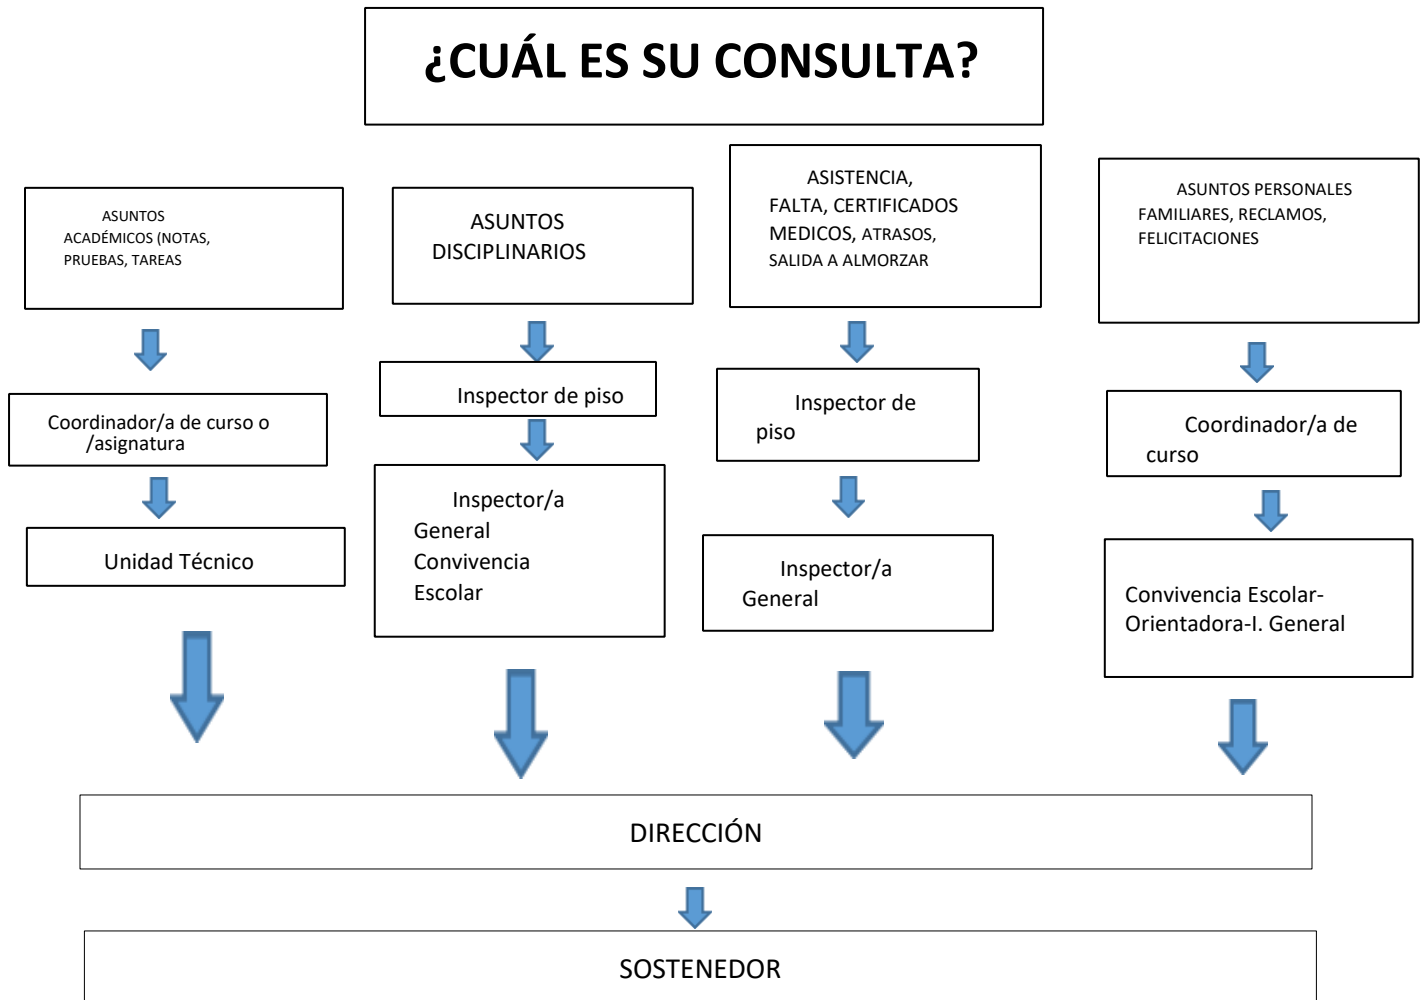 ¿CUÁL ES SU CONSULTA?
ASUNTOS
ACADÉMICOS (NOTAS,
PRUEBAS, TAREAS
ASUNTOS
DISCIPLINARIOS
ASISTENCIA,
FALTA, CERTIFICADOS
MEDICOS, ATRASOS,
SALIDA A ALMORZAR
ASUNTOS PERSONALES
FAMILIARES, RECLAMOS,
FELICITACIONES
Coordinador/a de curso o
/asignatura
Inspector de piso
Inspector de
piso
Coordinador/a de
curso
Unidad Técnico
Inspector/a
General
Convivencia
Escolar
Inspector/a
General
Convivencia Escolar-
Orientadora-I. General
DIRECCIÓN
SOSTENEDOR